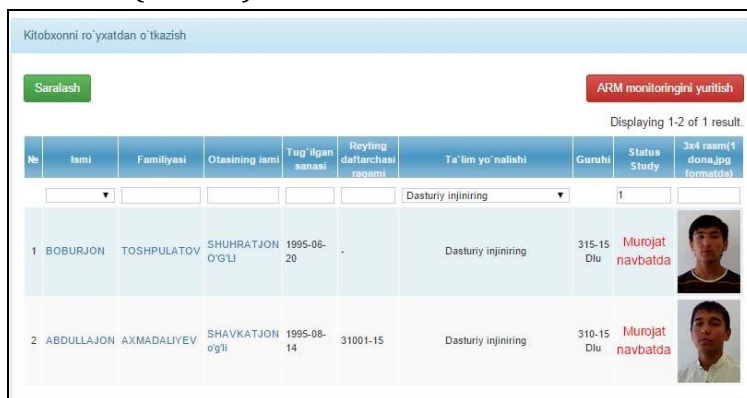 Kitobxonni ro`yxatdan o`tkazish
Saralash
ARM monitoringini yuritish
Displaying 1-2 of 1 result.
№ Ismi Familiyasi Otasining ismi Tug`ilgan sanasi Reyting daftarchasi raqami Ta`lim yo`nalishi Guruhi Status Study 3x4 rasm(1 dona,jpg formatda)
Dasturiy injiniring 1
1 BOBURJON TOSHPULATOV SHUHRATJON O'G'LI 1995-06-20 - Dasturiy injiniring 315-15 Dlu Murojat navbatda
2 ABDULLAJON AXMADALIYEV SHAVKATJON o'g'li 1995-08-14 31001-15 Dasturiy injiniring 310-15 Dlu Murojat navbatda